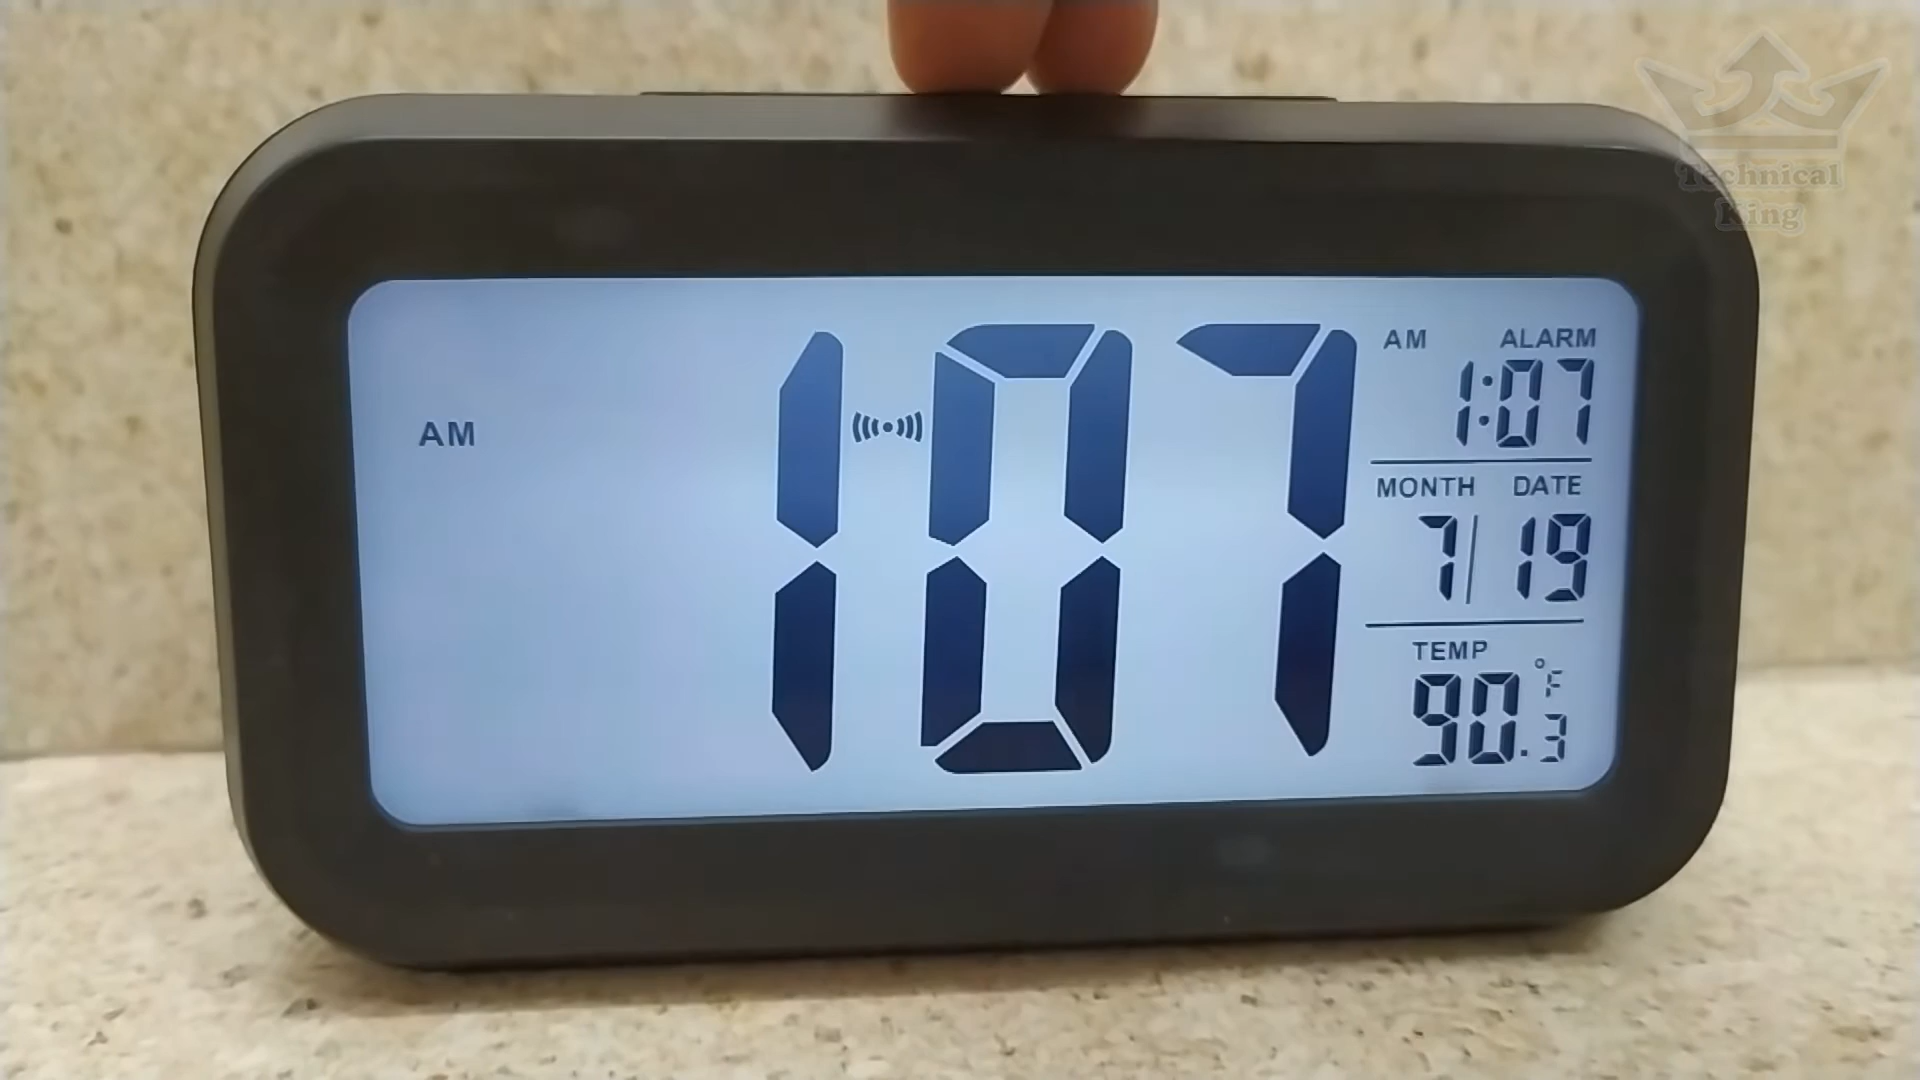 AM
1 07
AM ALARM
1:07
MONTH DATE
7/19
TEMP
90.3 °F
Technical
King